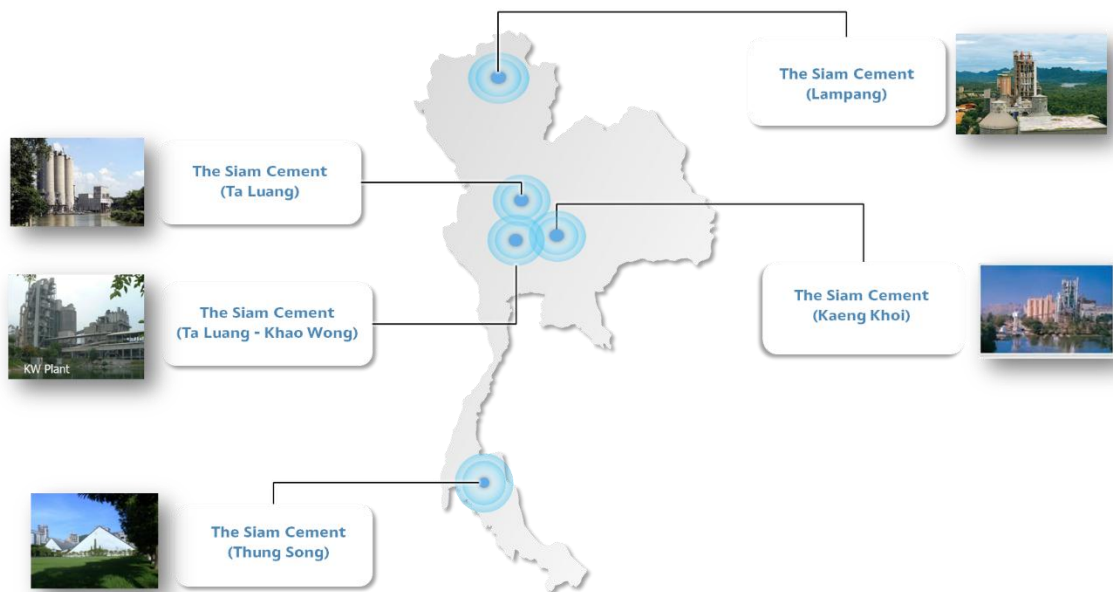 The Siam Cement
(Lampang)
The Siam Cement
(Ta Luang)
The Siam Cement
(Ta Luang - Khao Wong)
KW Plant
The Siam Cement
(Kaeng Khoi)
The Siam Cement
(Thung Song)